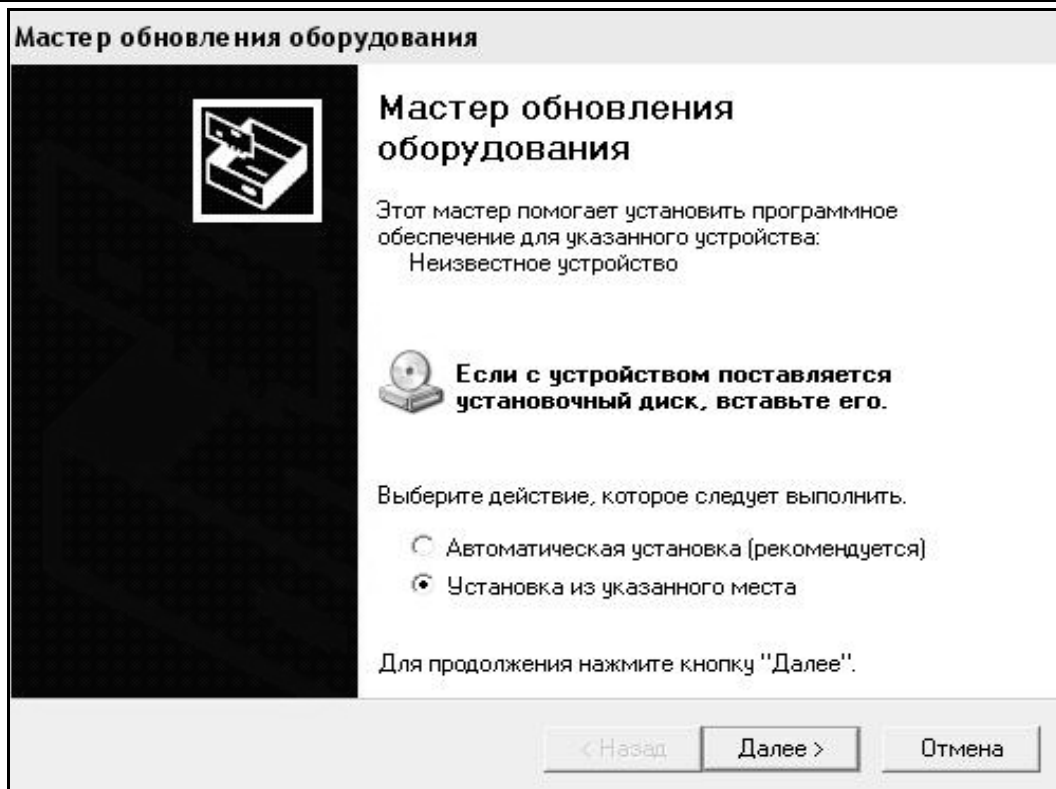 Мастер обновления оборудования
Мастер обновления
оборудования
Этот мастер помогает установить программное
обеспечение для указанного устройства:
Неизвестное устройство
Если с устройством поставляется
установочный диск, вставьте его.
Выберите действие, которое следует выполнить.
Автоматическая установка (рекомендуется)
Установка из указанного места
Для продолжения нажмите кнопку "Далее".
< Назад
Далее >
Отмена